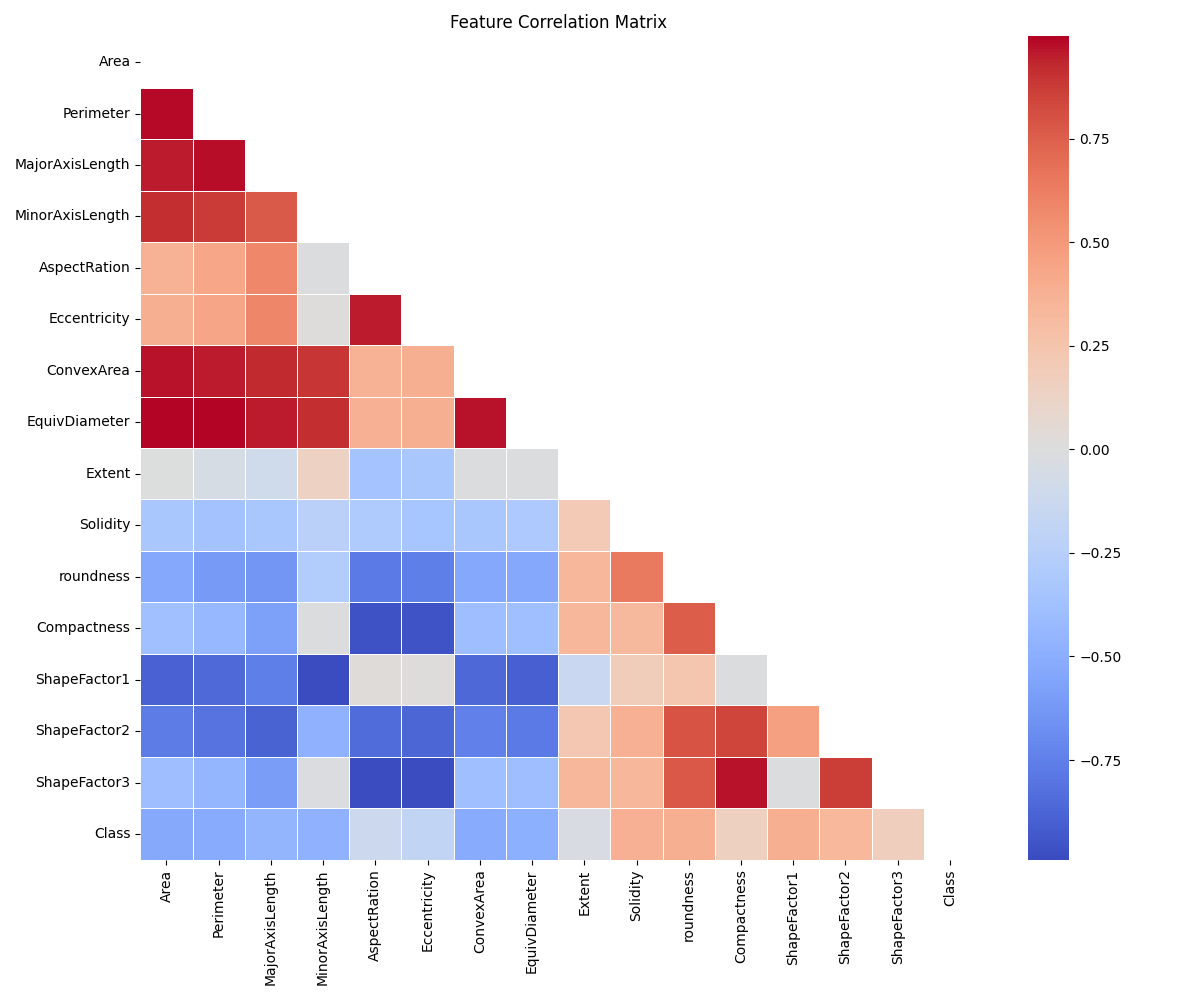 Feature Correlation Matrix
Area
Perimeter
MajorAxisLength
MinorAxisLength
AspectRation
Eccentricity
ConvexArea
EquivDiameter
Extent
Solidity
roundness
Compactness
ShapeFactor1
ShapeFactor2
ShapeFactor3
Class
Area
Perimeter
MajorAxisLength
MinorAxisLength
AspectRation
Eccentricity
ConvexArea
EquivDiameter
Extent
Solidity
roundness
Compactness
ShapeFactor1
ShapeFactor2
ShapeFactor3
Class
0.75
0.50
0.25
0.00
−0.25
−0.50
−0.75